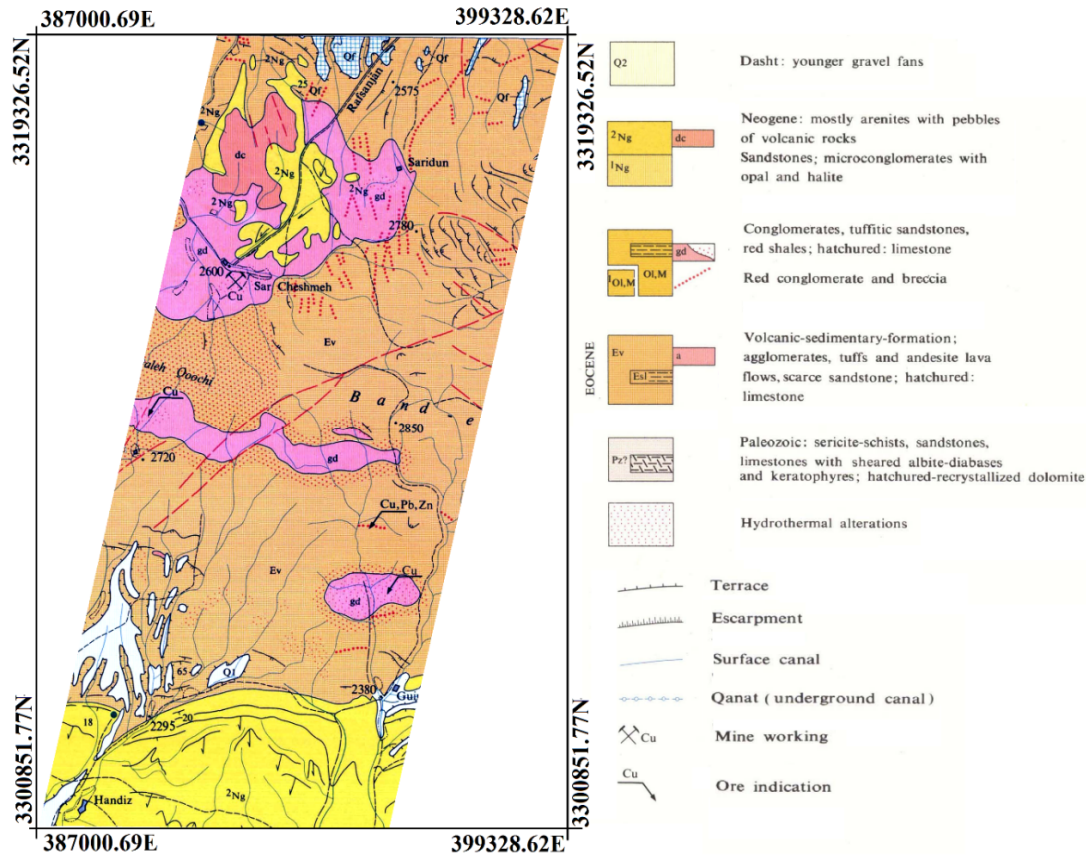 387000.69E
399328.62E
3319326.52N
3319326.52N
2Ng
Qf
Qf
25
Qf
Rafsanjan
2575
Qf
2Ng
dc
2Ng
Saridun
2Ng
2Ng
gd
2780
gd
2600
Cu
Sar Cheshmeh
Ev
aleh Qoochi
Cu
Band-e
2850
2720
gd
Cu,Pb,Zn
Ev
Cu
gd
65
QJ
2380
18
2295
20
2Ng
Handiz
3300851.77N
3300851.77N
387000.69E
399328.62E
Q2
Dasht: younger gravel fans
2Ng
dc
1Ng
Neogene: mostly arenites with pebbles
of volcanic rocks
Sandstones; microconglomerates with
opal and halite
gd
OI,M
1OI,M
Conglomerates, tuffitic sandstones,
red shales; hatchured: limestone
Red conglomerate and breccia
EOCENE
Ev
a
Esl
Volcanic-sedimentary-formation;
agglomerates, tuffs and andesite lava
flows, scarce sandstone; hatchured:
limestone
Pz?
Paleozoic: sericite-schists, sandstones,
limestones with sheared albite-diabases
and keratophyres; hatchured-recrystallized dolomite
Hydrothermal alterations
Terrace
Escarpment
Surface canal
Qanat (underground canal)
Cu
Mine working
Cu
Ore indication